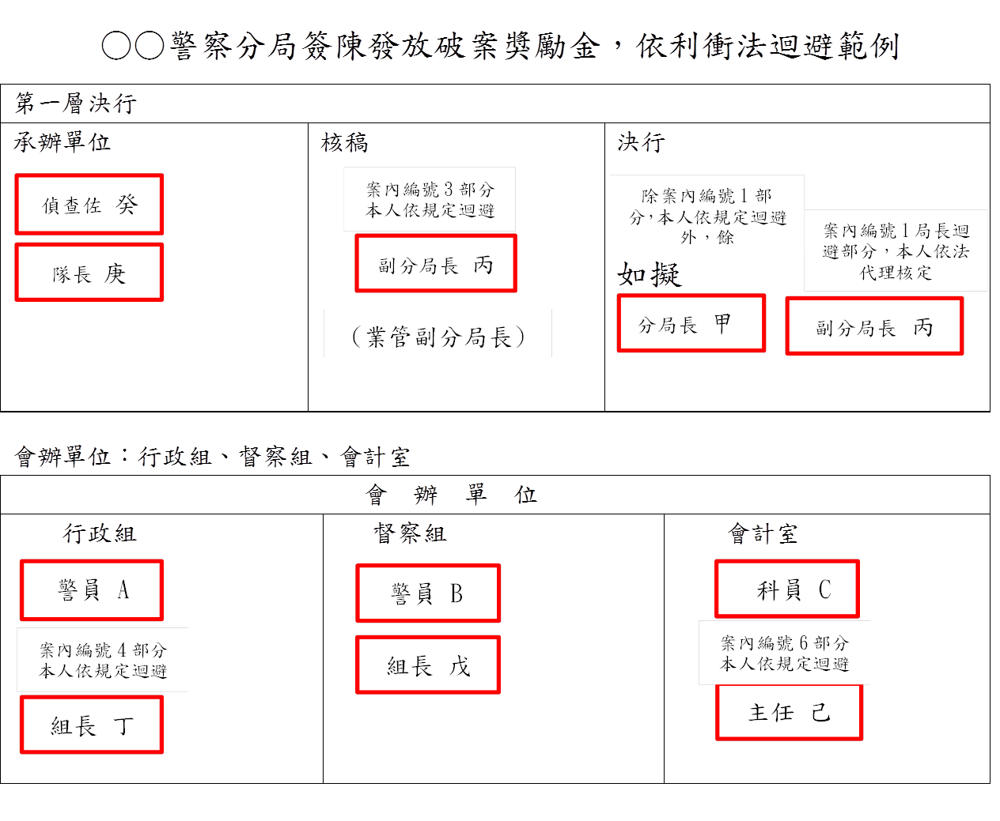 ○○警察分局簽陳發放破案獎勵金，依利衝法迴避範例
第一層決行
承辦單位
偵查佐 癸
隊長 庚
核稿
案內編號3部分
本人依規定迴避
副分局長 丙
（業管副分局長）
決行
除案內編號1部
分，本人依規定迴避
外，餘
如擬
分局長 甲
案內編號1局長迴
避部分，本人依法
代理核定
副分局長 丙
會辦單位：行政組、督察組、會計室
會 辦 單 位
行政組
警員 A
案內編號4部分
本人依規定迴避
組長 丁
督察組
警員 B
組長 戊
會計室
科員 C
案內編號6部分
本人依規定迴避
主任 己